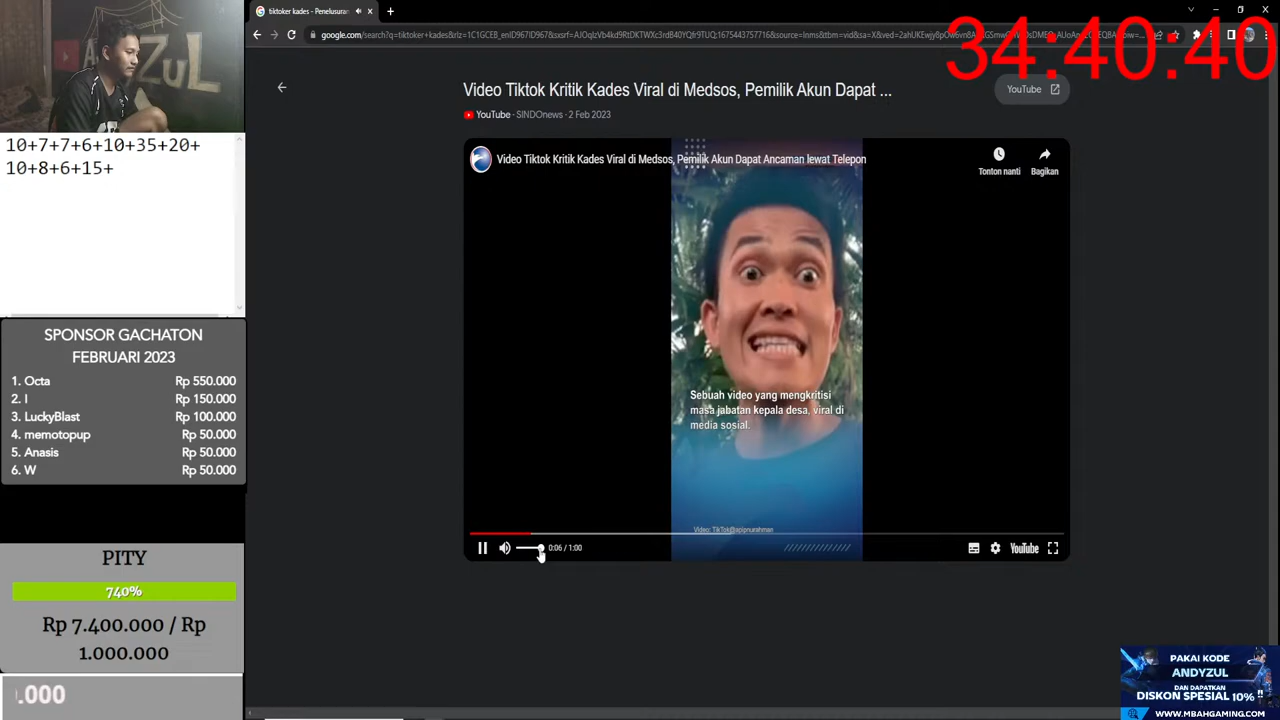 tiktoker kades - Penelusuran
34:40:40
10+7+7+6+10+35+20+
10+8+6+15+
Video Tiktok Kritik Kades Viral di Medsos, Pemilik Akun Dapat ...
YouTube
YouTube · SINDOnews · 2 Feb 2023
Video Tiktok Kritik Kades Viral di Medsos, Pemilik Akun Dapat Ancaman lewat Telepon
Tonton nanti
Bagikan
Sebuah video yang mengkritisi
masa jabatan kepala desa, viral di
media sosial.
Video: TikTok@apipnurahman
0:06 / 1:00
YouTube
SPONSOR GACHATON
FEBRUARI 2023
1. Octa Rp 550.000
2. I Rp 150.000
3. LuckyBlast Rp 100.000
4. memotopup Rp 50.000
5. Anasis Rp 50.000
6. W Rp 50.000
PITY
740%
Rp 7.400.000 / Rp
1.000.000
.000
PAKAI KODE
ANDYZUL
DAN DAPATKAN
DISKON SPESIAL 10% !!
WWW.MBAHGAMING.COM